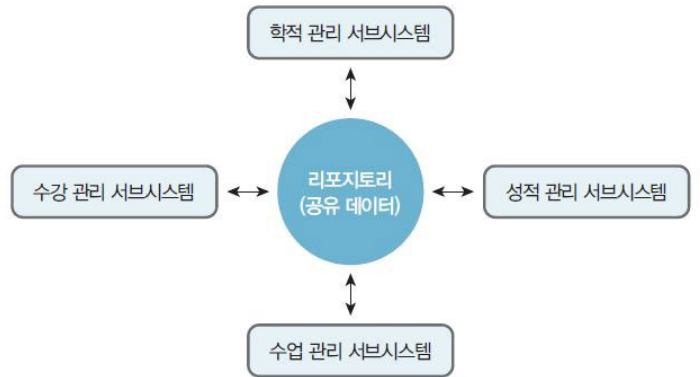 학적 관리 서브시스템
수강 관리 서브시스템
리포지토리
(공유 데이터)
성적 관리 서브시스템
수업 관리 서브시스템